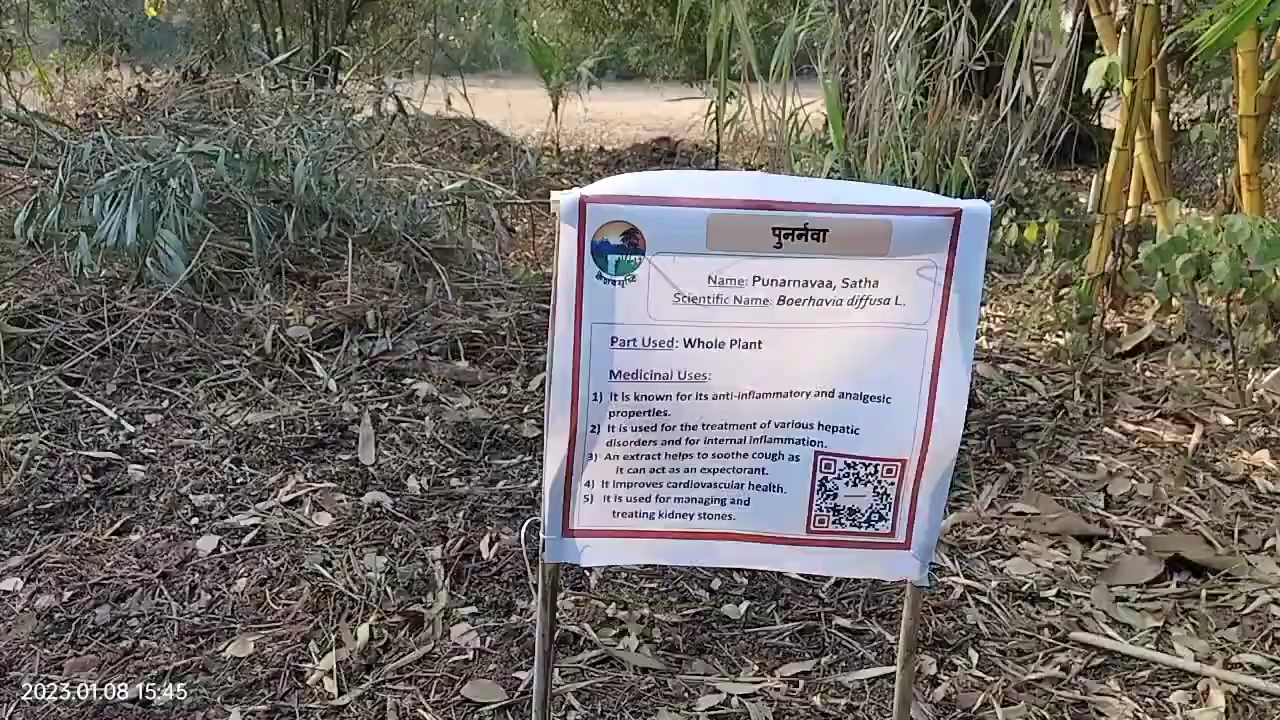 पुनर्नवा
केशवसृष्टि
Name: Punarnavaa, Satha
Scientific Name: Boerhavia diffusa L.
Part Used: Whole Plant
Medicinal Uses:
1) It is known for its anti-inflammatory and analgesic
properties.
2) It is used for the treatment of various hepatic
disorders and for internal inflammation.
3) An extract helps to soothe cough as
it can act as an expectorant.
4) It improves cardiovascular health.
5) It is used for managing and
treating kidney stones.
2023.01.08 15:45